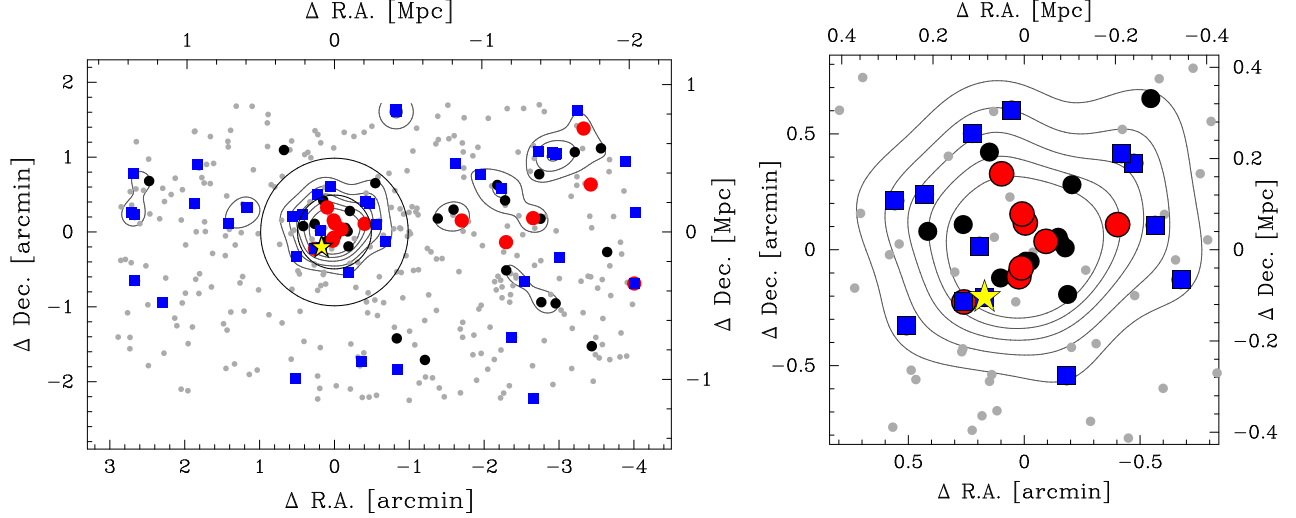 Δ R.A. [Mpc]
1 0 −1 −2
Δ Dec. [arcmin]
2
1
0
−1
−2
1
0
−1
Δ Dec. [Mpc]
3 2 1 0 −1 −2 −3 −4
Δ R.A. [arcmin]
Δ R.A. [Mpc]
0.4 0.2 0 −0.2 −0.4
Δ Dec. [arcmin]
0.5
0
−0.5
0.4
0.2
0
−0.2
−0.4
Δ Dec. [Mpc]
0.5 0 −0.5
Δ R.A. [arcmin]